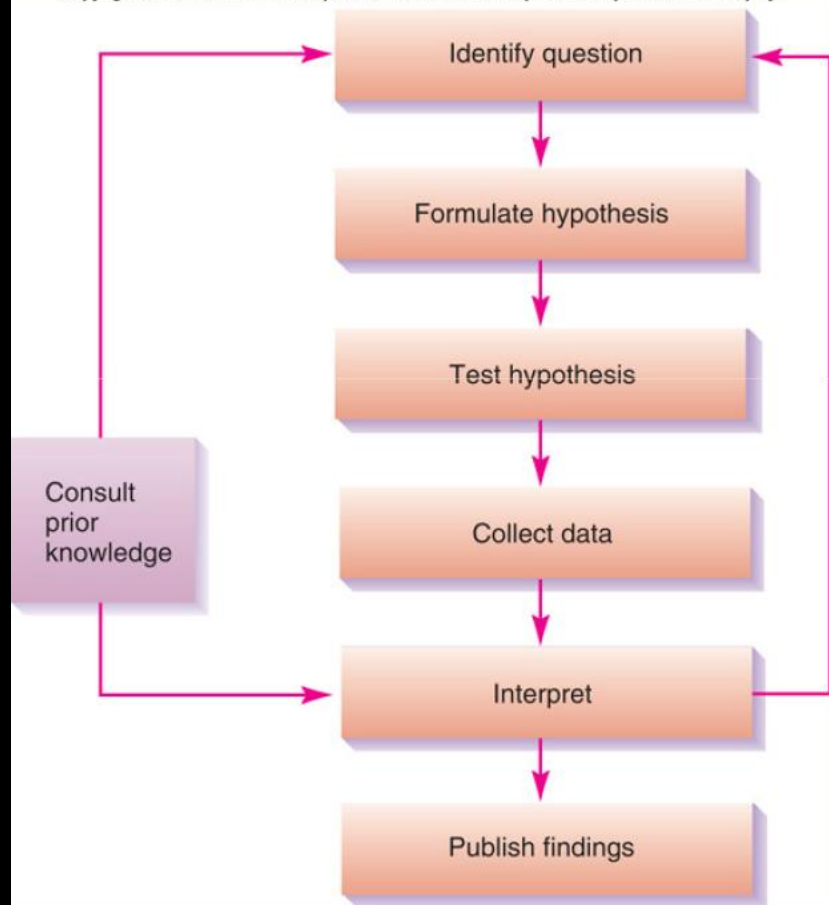 Identify question
Formulate hypothesis
Test hypothesis
Consult
prior
knowledge
Collect data
Interpret
Publish findings